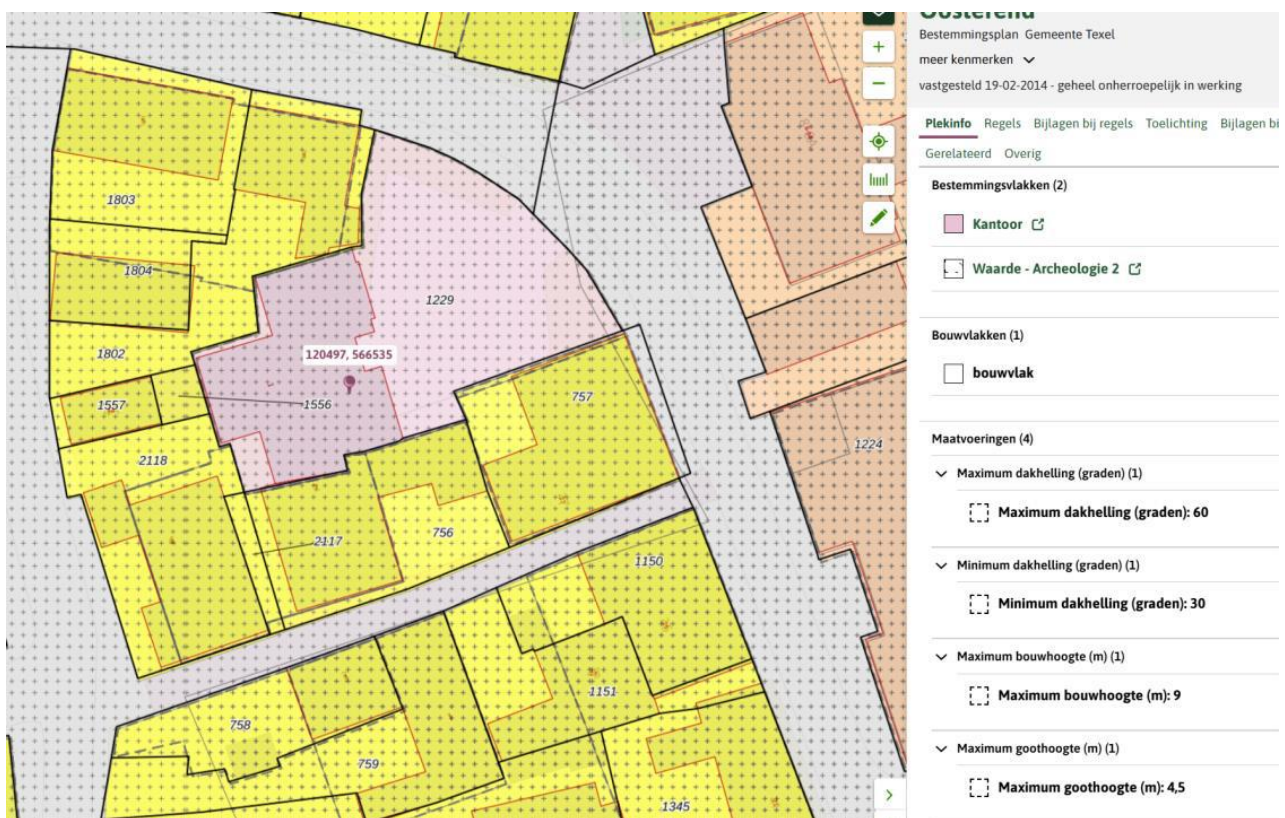 Oosterend
Bestemmingsplan Gemeente Texel
meer kenmerken
vastgesteld 19-02-2014 - geheel onherroepelijk in werking
Plekinfo Regels Bijlagen bij regels Toelichting Bijlagen bi
Gerelateerd Overig
Bestemmingsvlakken (2)
Kantoor
Waarde - Archeologie 2
Bouwvlakken (1)
bouwvlak
Maatvoeringen (4)
Maximum dakhelling (graden) (1)
Maximum dakhelling (graden): 60
Minimum dakhelling (graden) (1)
Minimum dakhelling (graden): 30
Maximum bouwhoogte (m) (1)
Maximum bouwhoogte (m): 9
Maximum goothoogte (m) (1)
Maximum goothoogte (m): 4,5
1803
1804
1229
1802
120497, 566535
1557
1556
757
1224
2118
2117
756
1150
1151
758
759
1345